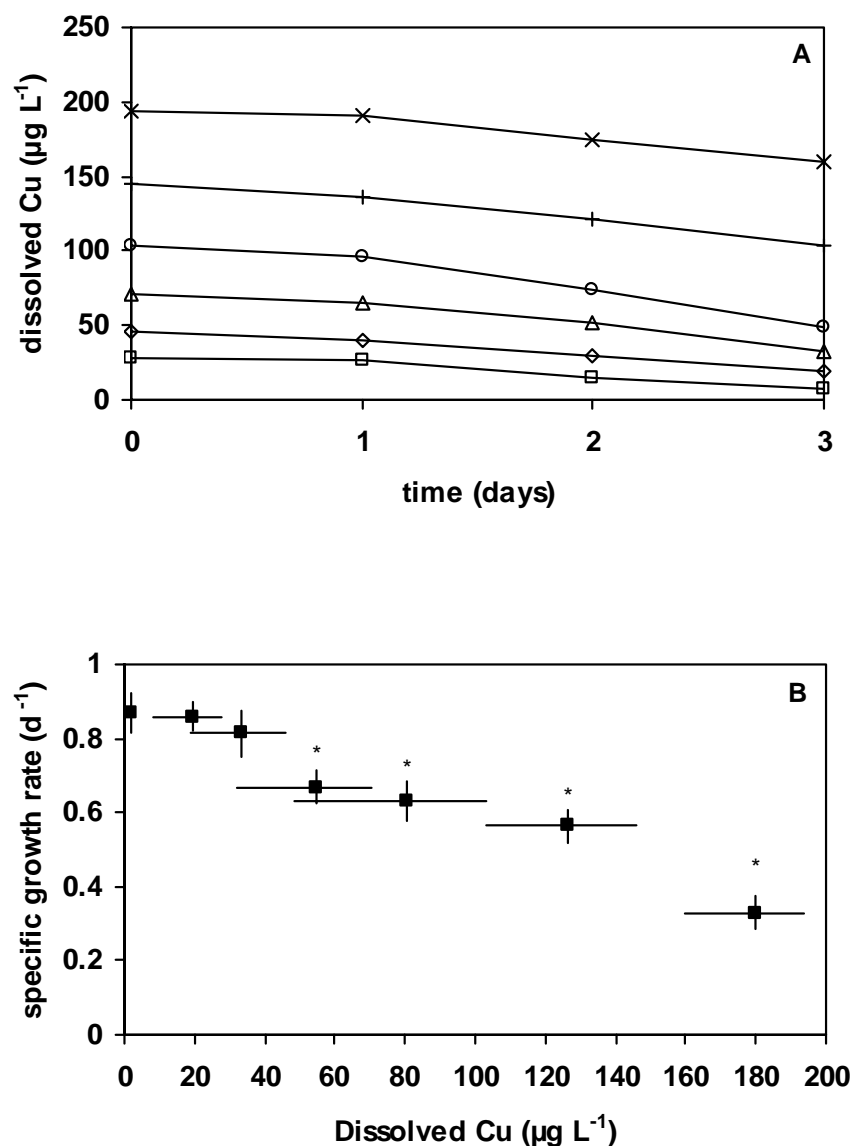 A
250
200
150
100
50
0
dissolved Cu (µg L-1)
0 1 2 3
time (days)
B
1
0.8
0.6
0.4
0.2
0
specific growth rate (d -1)
* * * *
0 20 40 60 80 100 120 140 160 180 200
Dissolved Cu (µg L-1)